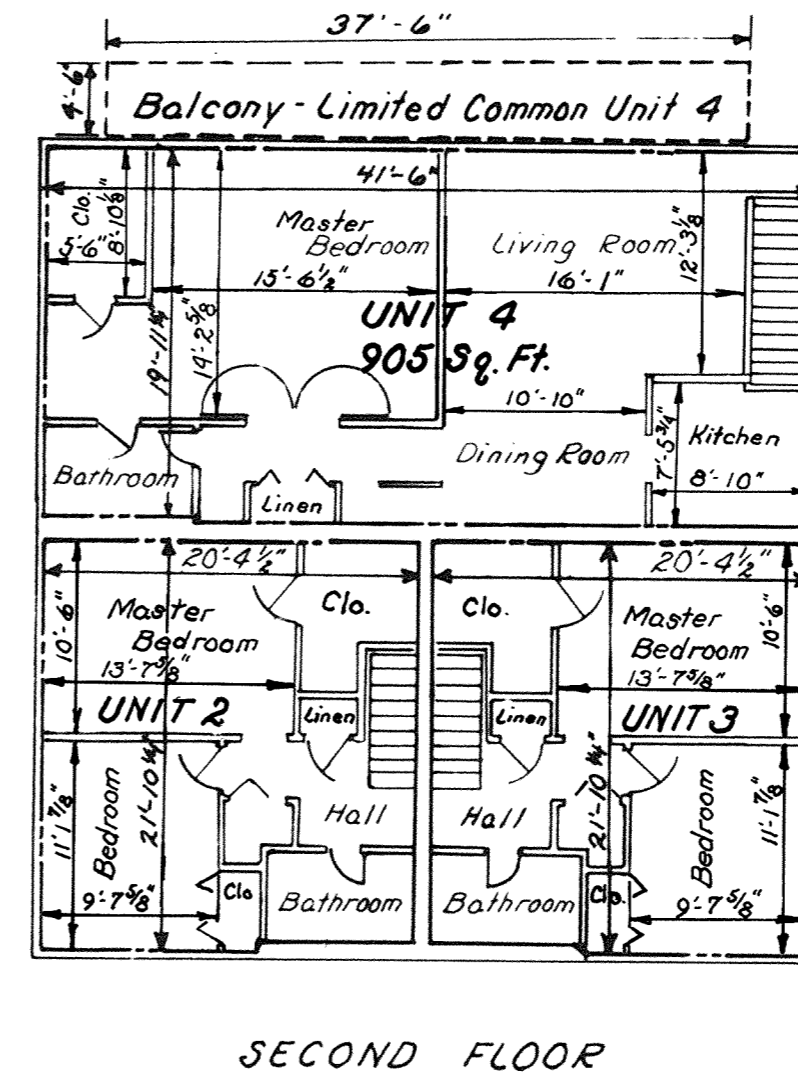 37'-6"
4'-6"
Balcony - Limited Common Unit 4
41'-6"
Clo.
5'-6"
8'-10⅛"
Master
Bedroom
15'-6½"
Living Room
16'-1"
12'-3⅛"
UNIT 4
905 Sq. Ft.
19'-11¼"
14'-2⅝"
10'-10"
Dining Room
Kitchen
7'-5¾"
8'-10"
Bathroom
Linen
20'-4½"
20'-4½"
10'-6"
Master
Bedroom
13'-7⅝"
Clo.
Clo.
Master
Bedroom
13'-7⅝"
10'-6"
UNIT 2
Linen
Linen
UNIT 3
11'-1⅞"
Bedroom
21'-10¼"
Hall
Hall
21'-10¼"
Bedroom
11'-1⅞"
9'-7⅝"
Clo
Bathroom
Bathroom
Clo.
9'-7⅝"
SECOND FLOOR